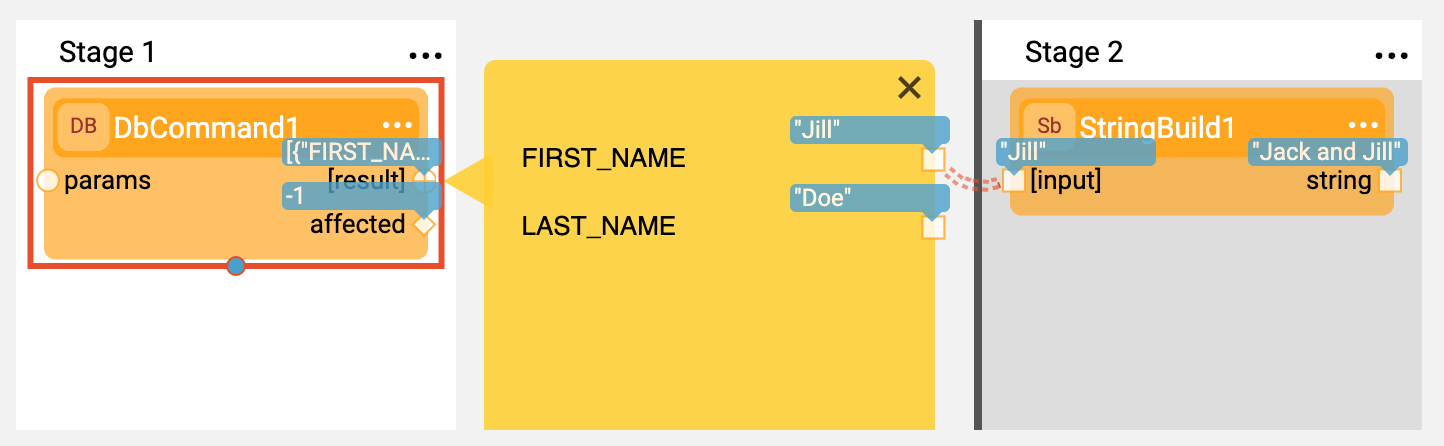 Stage 1
...
DB DbCommand1 ...
[{"FIRST_NA...
params [result]
-1
affected
"Jill"
FIRST_NAME
"Doe"
LAST_NAME
Stage 2
...
Sb StringBuild1 ...
"Jill" "Jack and Jill"
[input] string